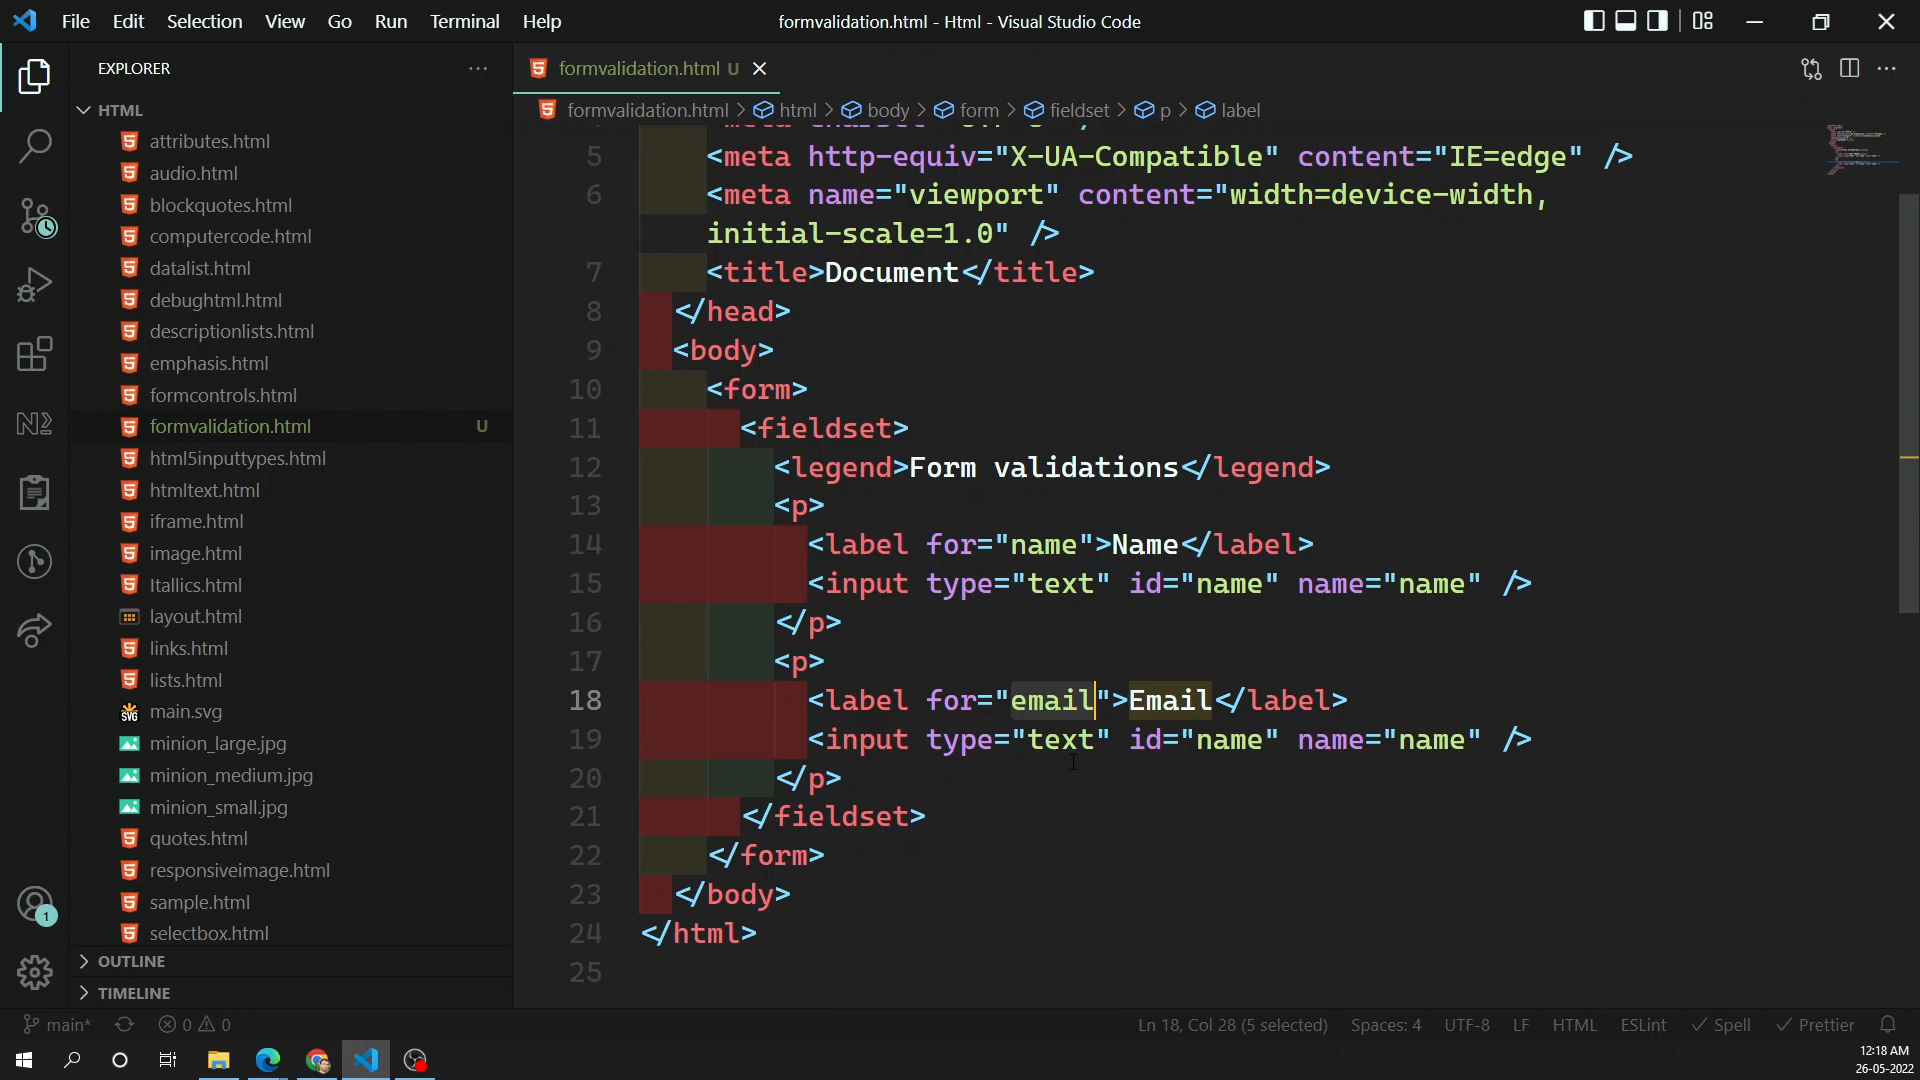 File Edit Selection View Go Run Terminal Help
formvalidation.html - Html - Visual Studio Code
EXPLORER
HTML
attributes.html
audio.html
blockquotes.html
computercode.html
datalist.html
debughtml.html
descriptionlists.html
emphasis.html
formcontrols.html
formvalidation.html U
html5inputtypes.html
htmltext.html
iframe.html
image.html
Itallics.html
layout.html
links.html
lists.html
main.svg
minion_large.jpg
minion_medium.jpg
minion_small.jpg
quotes.html
responsiveimage.html
sample.html
selectbox.html
OUTLINE
TIMELINE
formvalidation.html U
formvalidation.html > html > body > form > fieldset > p > label
5 <meta http-equiv="X-UA-Compatible" content="IE=edge" />
6 <meta name="viewport" content="width=device-width,
initial-scale=1.0" />
7 <title>Document</title>
8 </head>
9 <body>
10 <form>
11 <fieldset>
12 <legend>Form validations</legend>
13 <p>
14 <label for="name">Name</label>
15 <input type="text" id="name" name="name" />
16 </p>
17 <p>
18 <label for="email">Email</label>
19 <input type="text" id="name" name="name" />
20 </p>
21 </fieldset>
22 </form>
23 </body>
24 </html>
25
main* 0 0
Ln 18, Col 28 (5 selected) Spaces: 4 UTF-8 LF HTML ESLint Spell Prettier
1
12:18 AM
26-05-2022